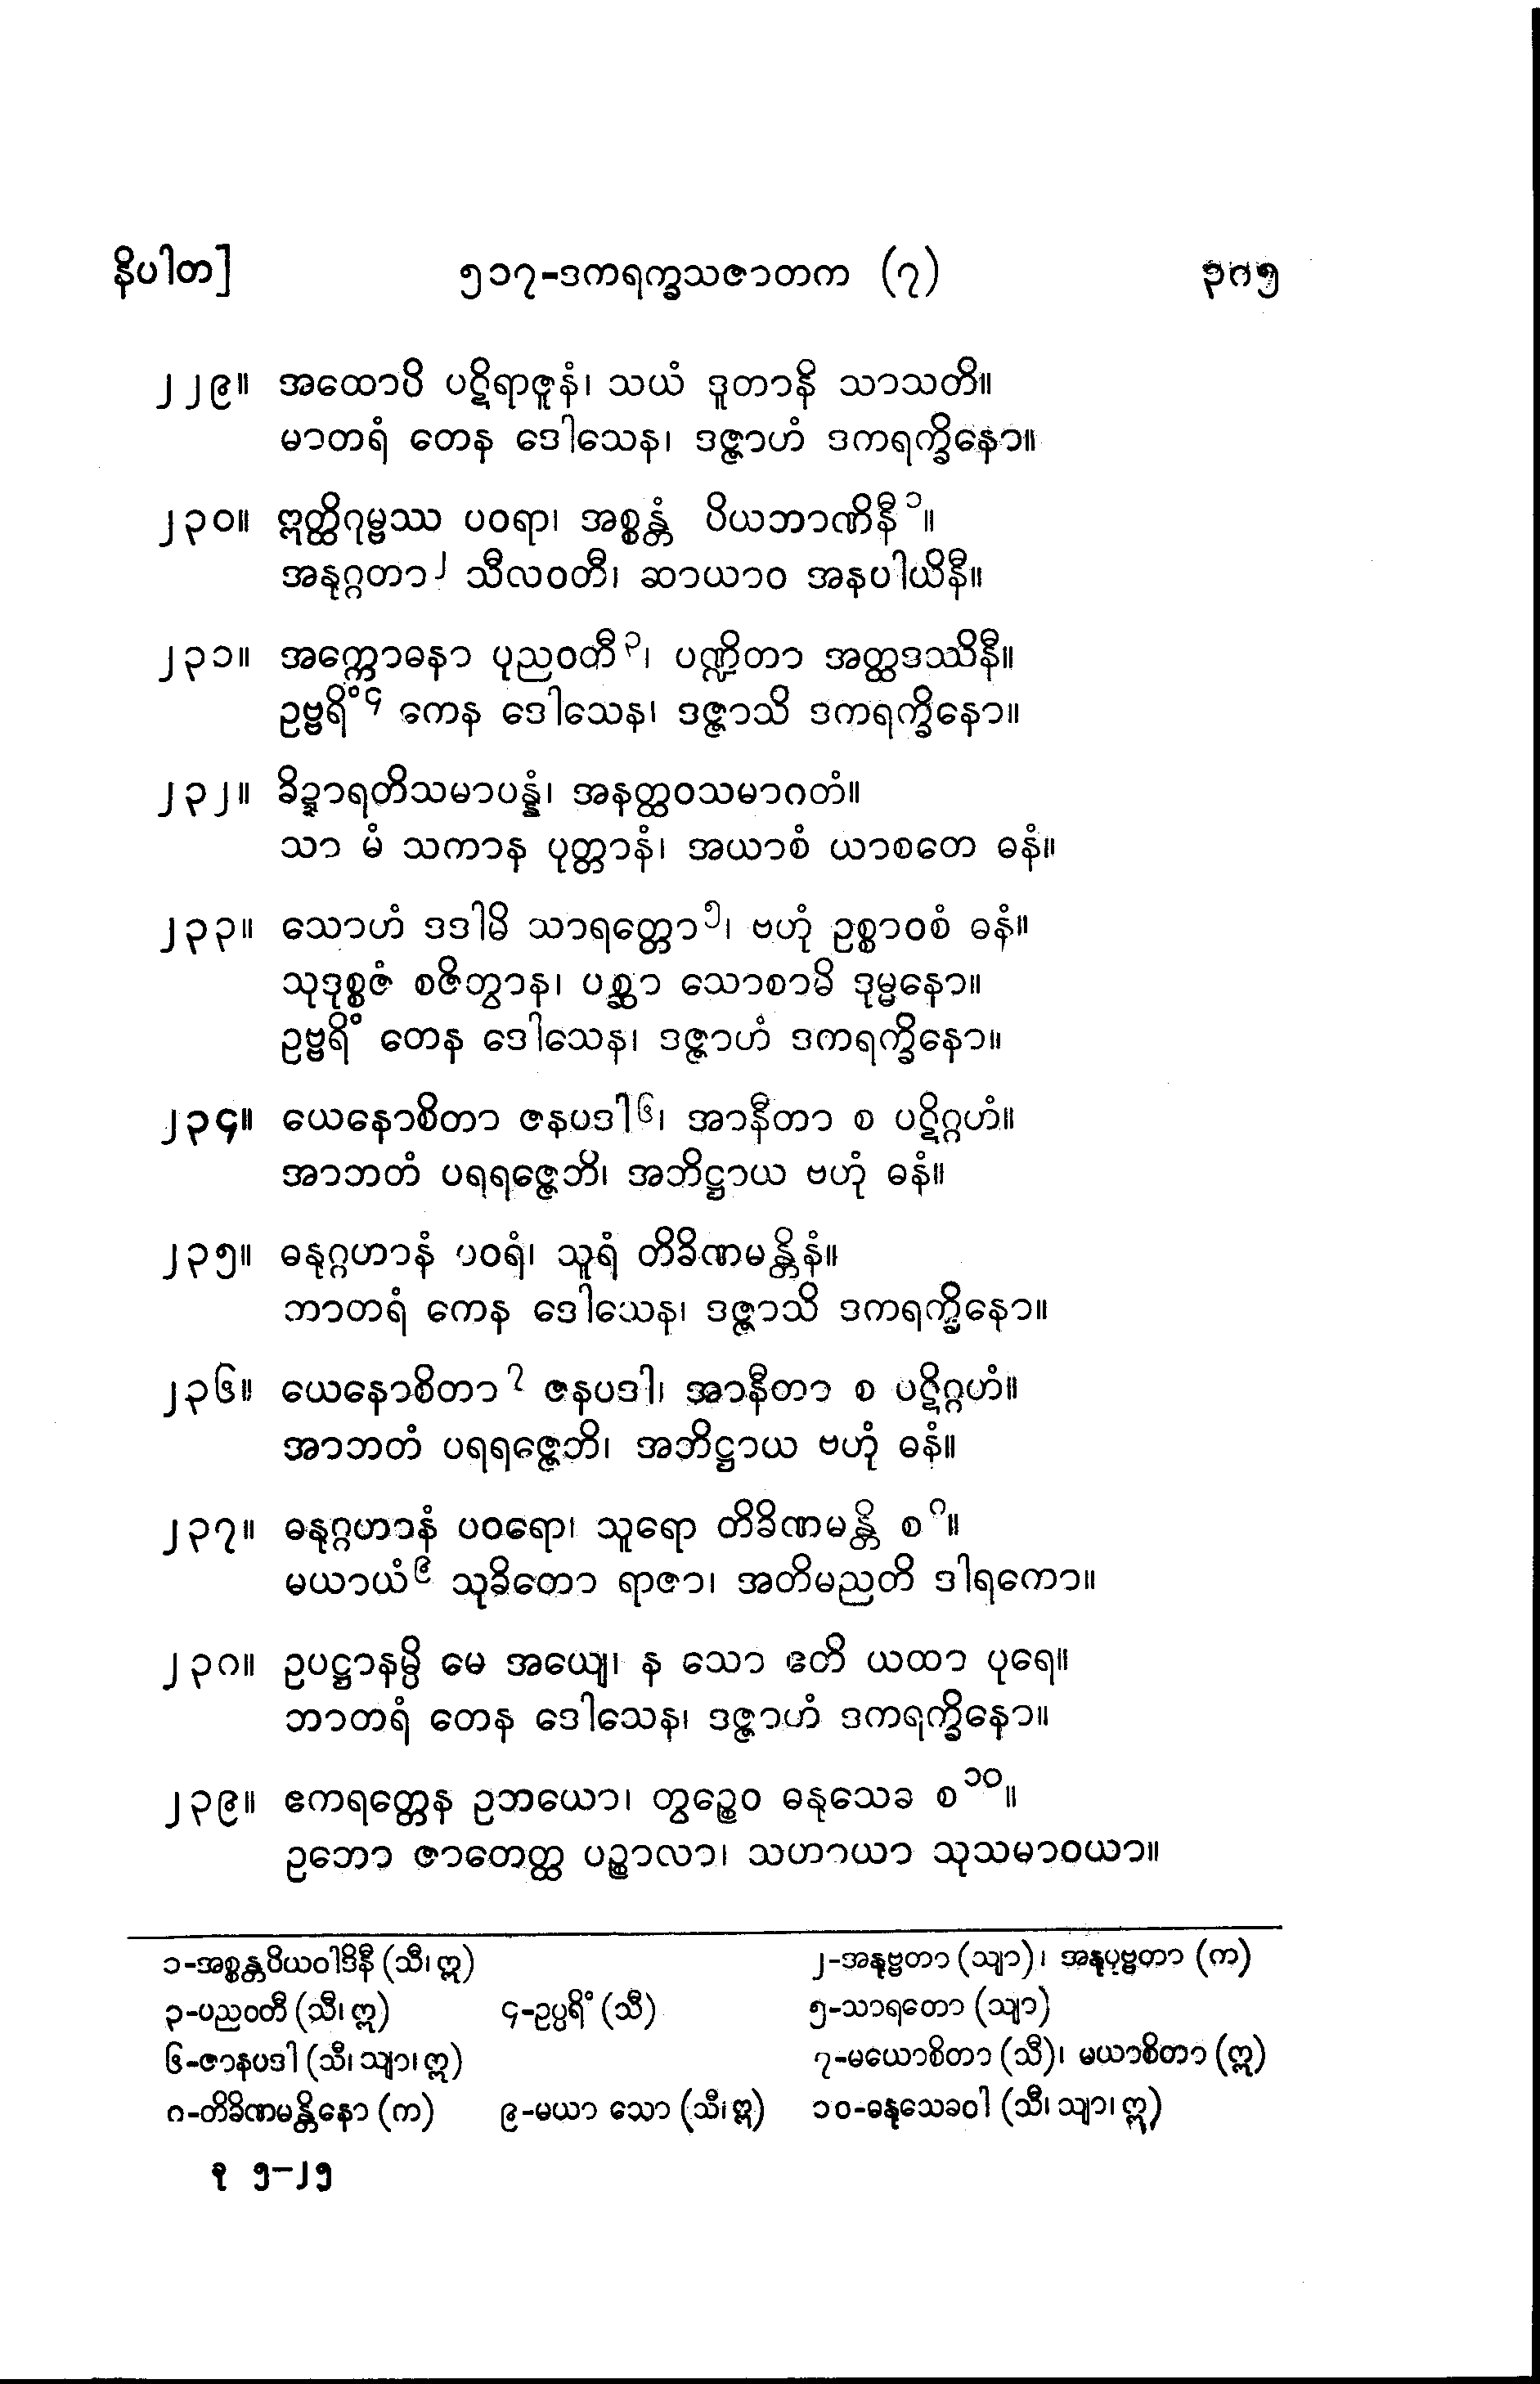 နိပါတ] ၅၁၇-ဒကရက္ခသဇာတက (၇) ၃၈၅
၂၂၉။ အထောပိ ပဋိရာဇူနံ၊ သယံ ဒူတာနိ သာသတိ။
မာတရံ တေန ဒေါသေန၊ ဒဇ္ဇာဟံ ဒကရက္ခိနော။
၂၃၀။ ဣတ္ထိဂုမ္ဗဿ ပဝရာ၊ အစ္စန္တံ ပိယဘာဏိနီ ၁။
အနုဂ္ဂတာ ၂ သီလဝတီ၊ ဆာယာဝ အနပါယိနီ။
၂၃၁။ အက္ကောဓနာ ပုညဝတီ ၃၊ ပဏ္ဍိတာ အတ္ထဒဿိနီ။
ဥဗ္ဗရိံ ၄ ကေန ဒေါသေန၊ ဒဇ္ဇာသိ ဒကရက္ခိနော။
၂၃၂။ ခိဍ္ဍာရတိသမာပန္နံ၊ အနတ္ထဝသမာဂတံ။
သာ မံ သကာန ပုတ္တာနံ၊ အယာစံ ယာစတေ ဓနံ။
၂၃၃။ သောဟံ ဒဒါမိ သာရတ္တော ၅၊ ဗဟုံ ဥစ္စာဝစံ ဓနံ။
သုဒုစ္စဇံ စဇိတွာန၊ ပစ္ဆာ သောစာမိ ဒုမ္မနော။
ဥဗ္ဗရိံ တေန ဒေါသေန၊ ဒဇ္ဇာဟံ ဒကရက္ခိနော။
၂၃၄။ ယေနောစိတာ ဇနပဒါ ၆၊ အာနီတာ စ ပဋိဂ္ဂဟံ။
အာဘတံ ပရရဇ္ဇေဘိ၊ အဘိဋ္ဌာယ ဗဟုံ ဓနံ။
၂၃၅။ ဓနုဂ္ဂဟာနံ ပဝရံ၊ သူရံ တိခိဏမန္တိနံ။
ဘာတရံ ကေန ဒေါသေန၊ ဒဇ္ဇာသိ ဒကရက္ခိနော။
၂၃၆။ ယေနောစိတာ ၇ ဇနပဒါ၊ အာနီတာ စ ပဋိဂ္ဂဟံ။
အာဘတံ ပရရဇ္ဇေဘိ၊ အဘိဋ္ဌာယ ဗဟုံ ဓနံ။
၂၃၇။ ဓနုဂ္ဂဟာနံ ပဝရော၊ သူရော တိခိဏမန္တိ စ ၈။
မယာယံ ၉ သုခိတော ရာဇာ၊ အတိမညတိ ဒါရကော။
၂၃၈။ ဥပဋ္ဌာနမ္ပိ မေ အယျေ၊ န သော ဧတိ ယထာ ပုရေ။
ဘာတရံ တေန ဒေါသေန၊ ဒဇ္ဇာဟံ ဒကရက္ခိနော။
၂၃၉။ ဧကရတ္တေန ဥဘယော၊ တွဉ္စေဝ ဓနုသေခ စ ၁၀။
ဥဘော ဇာတေတ္ထ ပဉ္စာလာ၊ သဟာယာ သုသမာဝယာ။
၁-အစ္စန္တပိယဝါဒိနီ (သီ၊ ဣ) ၂-အနုဗ္ဗတာ (သျာ)၊ အနုပုဗ္ဗတာ (က)
၃-ပညဝတီ (သီ၊ ဣ) ၄-ဥပ္ပရိံ (သီ) ၅-သာရတော (သျာ)
၆-ဇာနပဒါ (သီ၊ သျာ၊ ဣ) ၇-မယောစိတာ (သီ)၊ မယာစိတာ (ဣ)
၈-တိခိဏမန္တိနော (က) ၉-မယာ သော (သီ၊ ဣ) ၁၀-ဓနုသေခဝါ (သီ၊ သျာ၊ ဣ)
ခု ၅-၂၅